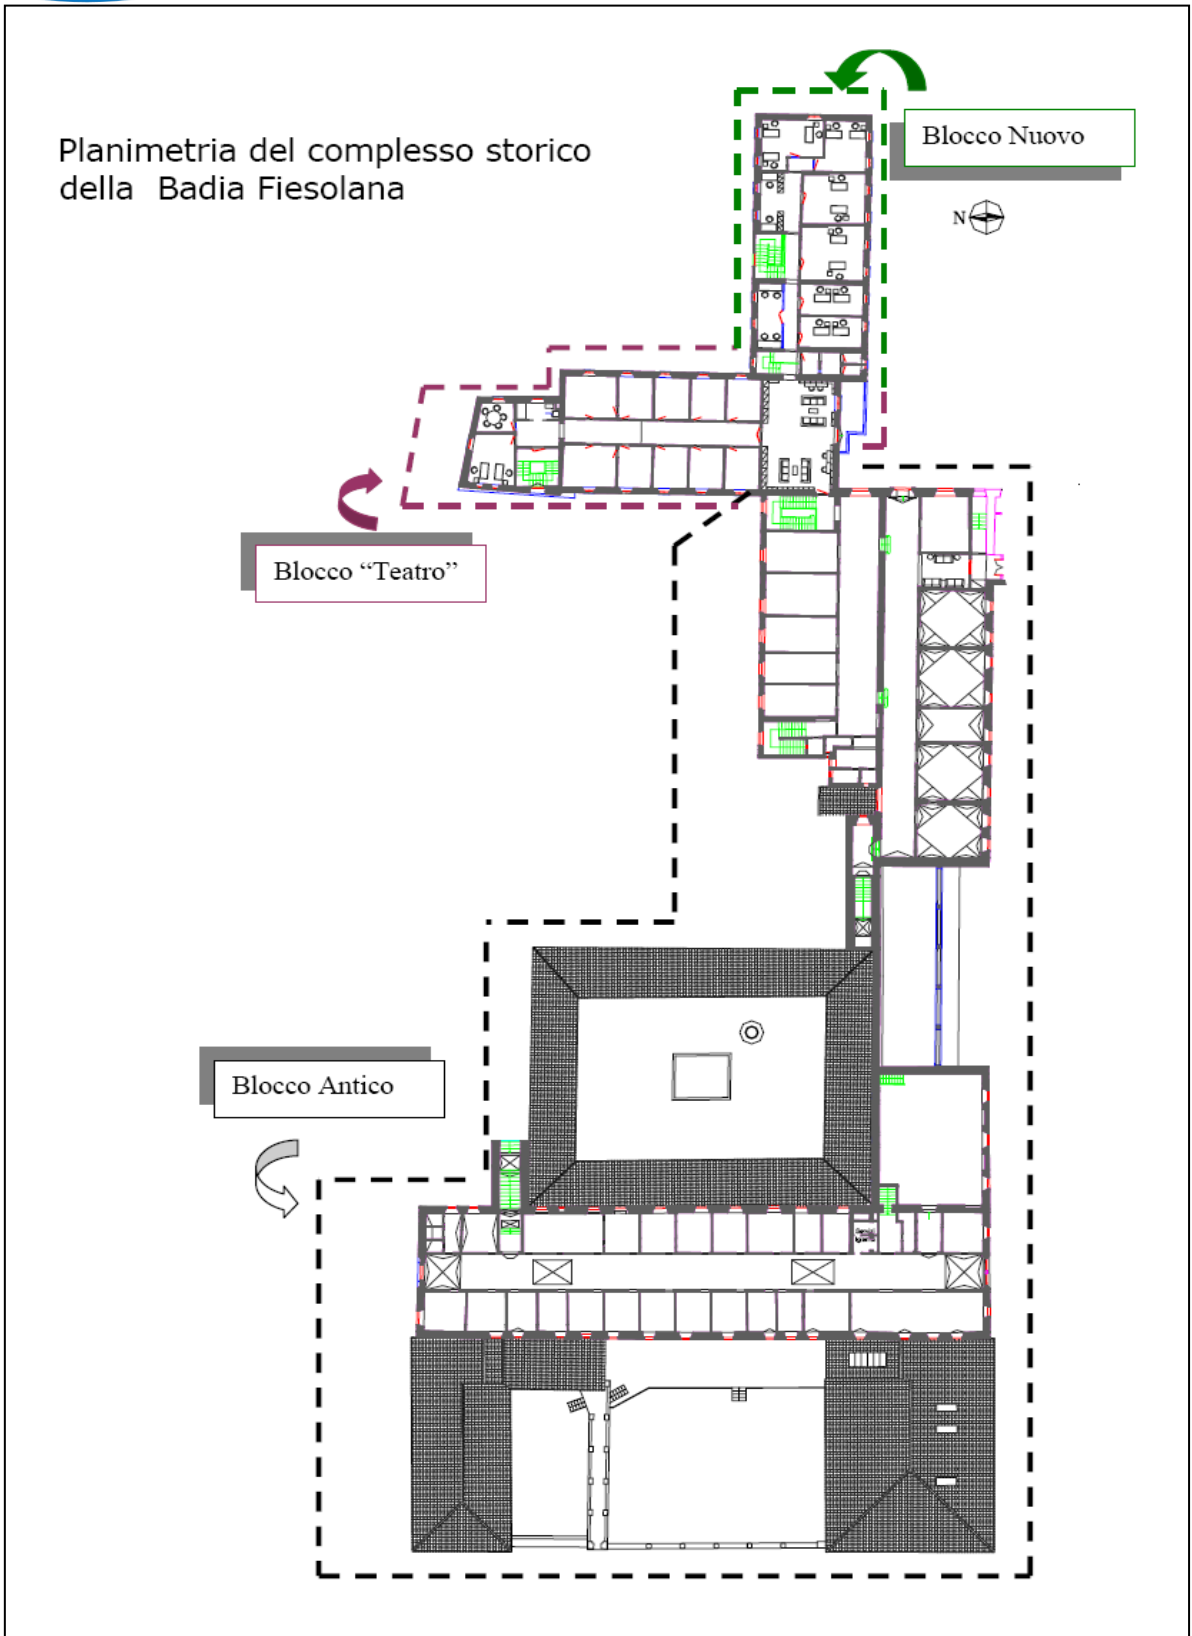 Blocco Nuovo
Planimetria del complesso storico
della Badia Fiesolana
N
Blocco “Teatro”
Blocco Antico